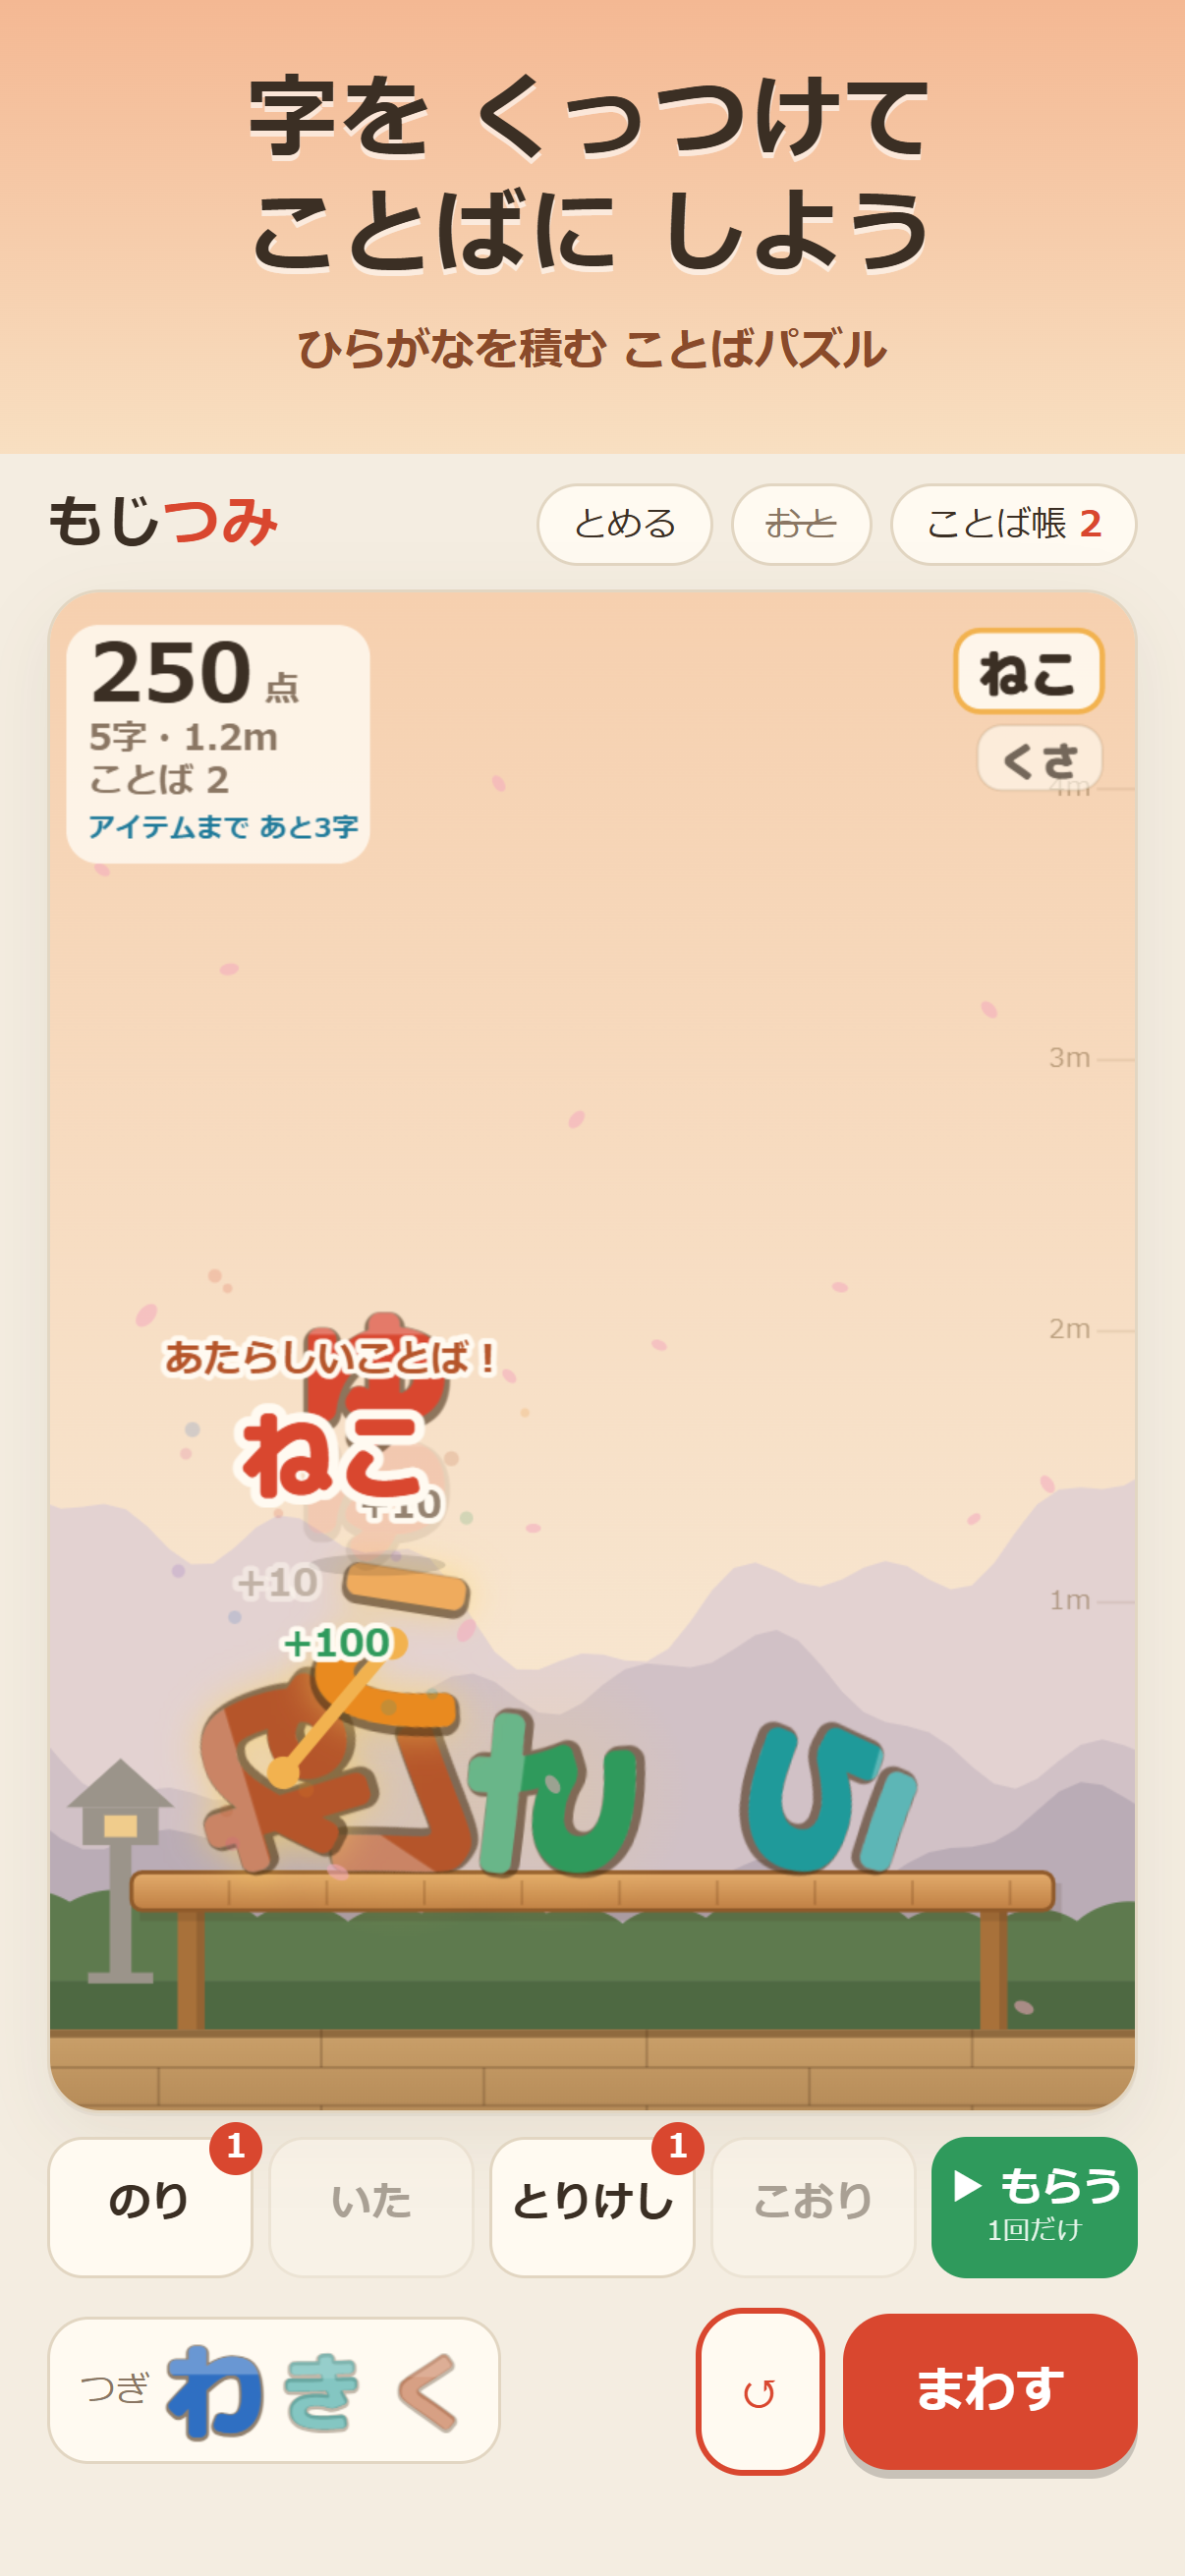 字を くっつけて
ことばに しよう
ひらがなを積む ことばパズル
もじつみ
とめる
おと
ことば帳 2
250 点
5字・1.2m
ことば 2
アイテムまで あと3字
ねこ
くさ
4m
3m
2m
1m
あたらしいことば！
ねこ
+10
+10
+100
のり 1
いた
とりけし 1
こおり
▶ もらう
1回だけ
つぎ わ き く
↺
まわす